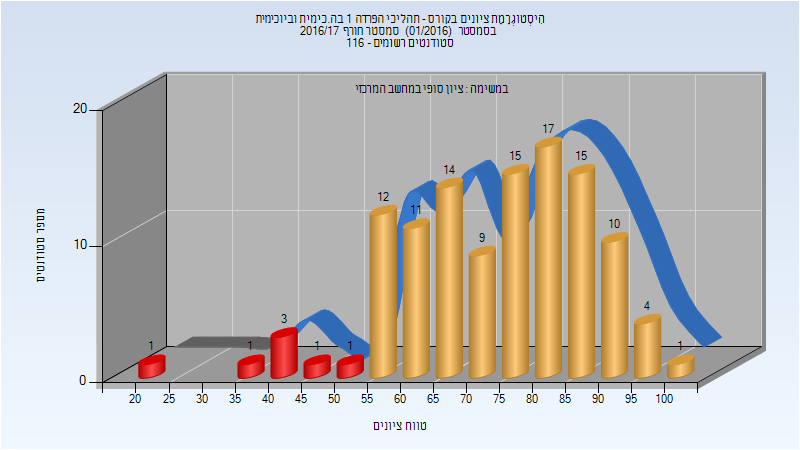 היסטוגרמת ציונים בקורס - תהליכי הפרדה 1 בה.כימית וביוכימית
בסמסטר (01/2016) סמסטר חורף 2016/17
סטודנטים רשומים - 116
במשימה : ציון סופי במחשב המרכזי
מספר סטודנטים
20
10
0
1
1
3
1
1
12
11
14
9
15
17
15
10
4
1
20 25 30 35 40 45 50 55 60 65 70 75 80 85 90 95 100
טווח ציונים